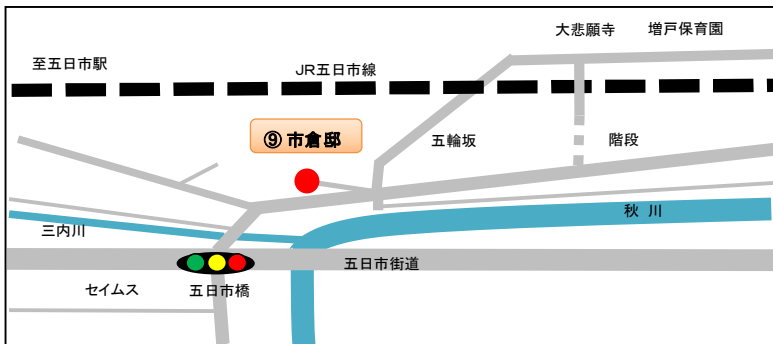 大悲願寺 増戸保育園
至五日市駅
JR五日市線
⑨ 市倉邸
五輪坂
階段
秋 川
三内川
五日市街道
セイムス
五日市橋